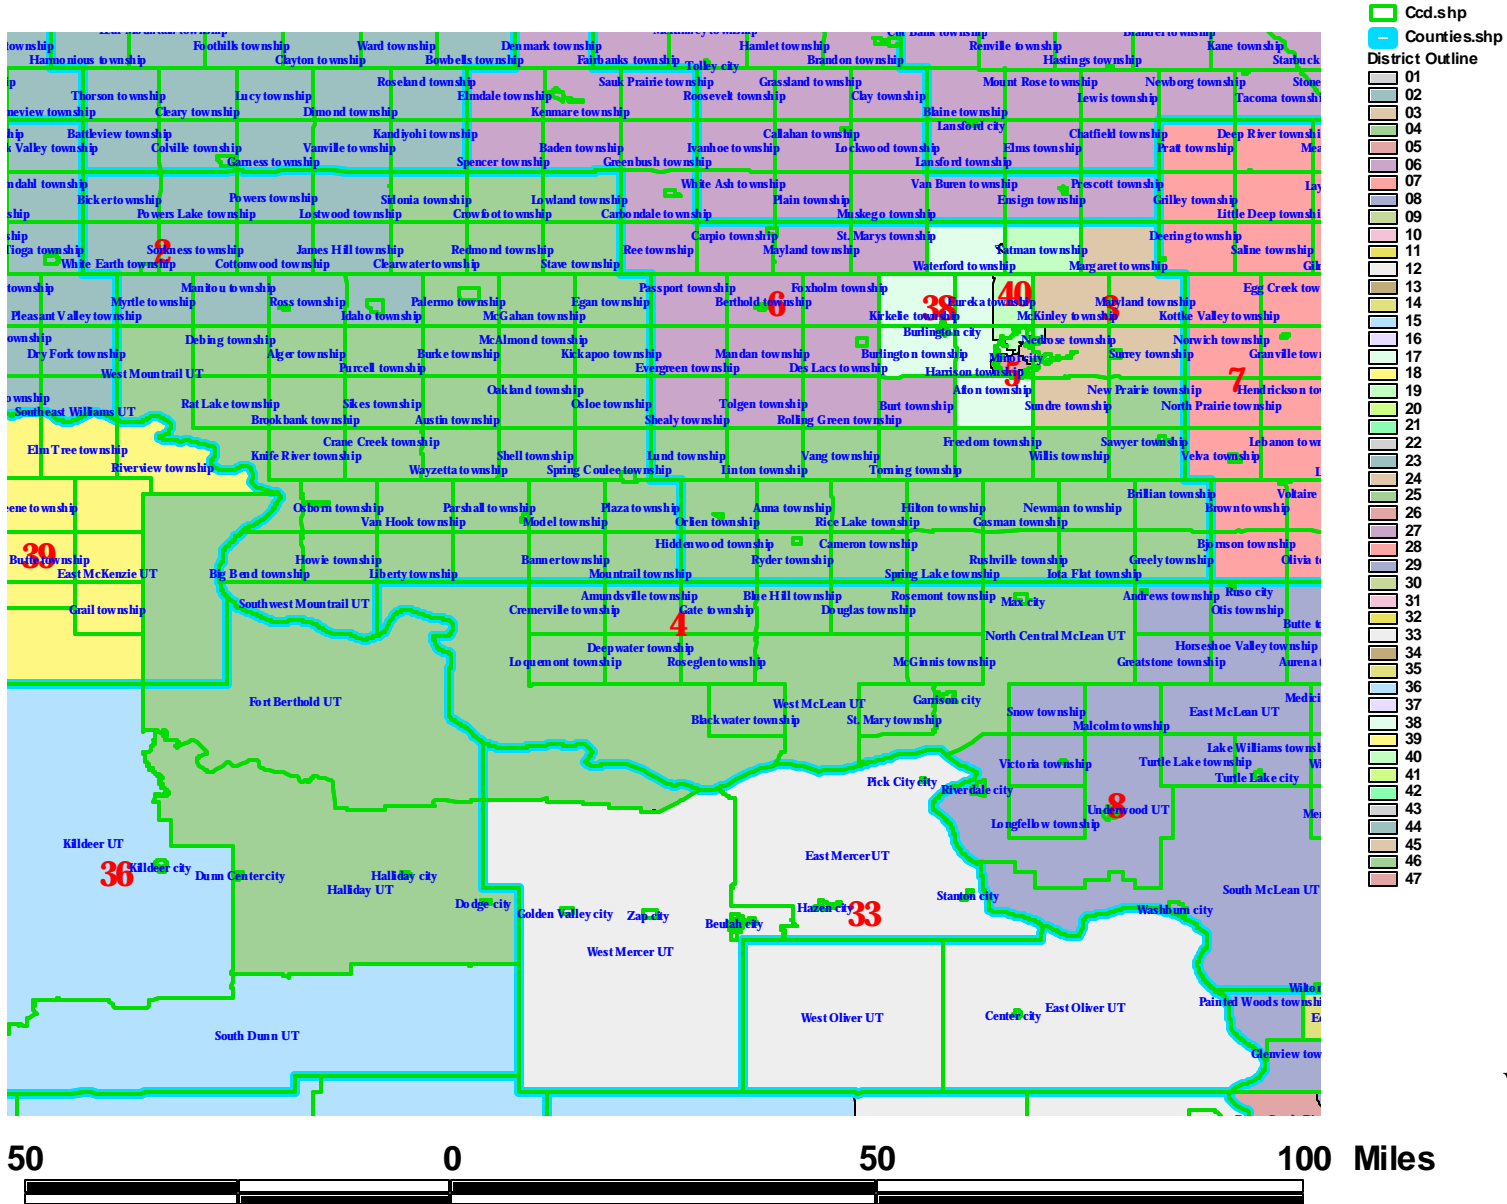 Ccd.shp
Counties.shp
District Outline
01
02
03
04
05
06
07
08
09
10
11
12
13
14
15
16
17
18
19
20
21
22
23
24
25
26
27
28
29
30
31
32
33
34
35
36
37
38
39
40
41
42
43
44
45
46
47
township Foothills township Ward township Denmark township Hamlet township Renville township Kane township
Harmonious township Clayton township Bowbells township Fairbanks township Tolley city Brandon township Hastings township Starbuck
Roseland township Sauk Prairie township Grassland township Mount Rose township Newborg township
Thorson township Lucy township Elmdale township Roosevelt township Clay township Lewis township Tacoma
Cleary township Dimond township Kenmare township Blaine township
Battleview township Kandiyohi township Callahan township Lansford city Chatfield township Deep River
Valley township Colville township Vanville township Baden township Ivanhoe township Lockwood township Elms township Pratt township
Garness township Spencer township Greenbush township Lansford township
White Ash township Van Buren township Prescott township
Bicker township Powers township Sidonia township Lowland township Plain township Ensign township Grilley township
Powers Lake township Lostwood township Crowfoot township Carbondale township Muskego township Little Deep
Carpio township St. Marys township Deering township
Tioga township Sorkness township James Hill township Redmond township Ree township Mayland township Tatman township Saline township
White Earth township Cottonwood township Clearwater township Stave township Waterford township Margaret township
2
township Manitou township Passport township Foxholm township Egg Creek
Myrtle township Ross township Palermo township Egan township Berthold township Eureka township Maryland township
Pleasant Valley township Idaho township McGahan township Kirkelie township McKinley township Kottke Valley township
6 38 40 3
Debing township McAlmond township Burlington city Nedrose township Norwich township
Dry Fork township Alger township Burke township Kickapoo township Mandan township Burlington township Minot city Surrey township Granville
West Mountrail UT Purcell township Evergreen township Des Lacs township Harrison township
5 7
Oakland township Afton township New Prairie township Hendrickson
Southeast Williams UT Rat Lake township Sikes township Osloe township Tolgen township Burt township Sundre township North Prairie township
Brookbank township Austin township Shealy township Rolling Green township
Elm Tree township Crane Creek township Freedom township Sawyer township Lebanon
Riverview township Knife River township Shell township Lund township Vang township Willis township Velva township
Wayzetta township Spring Coulee township Linton township Torning township
Brillian township Voltaire
Osborn township Parshall township Plaza township Anna township Hilton township Newman township Brown township
Van Hook township Model township Orlien township Rice Lake township Gasman township
Hiddenwood township Cameron township Bjornson township
39 Howie township Banner township Ryder township Rushville township Greely township Olivia
East McKenzie UT Big Bend township Liberty township Mountrail township Spring Lake township Iota Flat township
Amundsville township Blue Hill township Rosemont township Andrews township Ruso city
Grail township Southwest Mountrail UT Cremerville township Gate township Douglas township Max city Otis township
4 Butte
North Central McLean UT Horseshoe Valley township
Deepwater township
Loquemont township Roseglen township McGinnis township Greatstone township Aurena
Fort Berthold UT West McLean UT Garrison city
Blackwater township St. Mary township Snow township East McLean UT
Malcolm township
Lake Williams
Victoria township Turtle Lake township
Pick City city Riverdale city Turtle Lake city
8
Underwood UT
Longfellow township
Killdeer UT East Mercer UT
36 Killdeer city Dunn Center city Halliday city
Halliday UT Stanton city South McLean UT
Dodge city Golden Valley city Zap city Beulah city Hazen city 33 Washburn city
West Mercer UT
Wilton
Painted Woods
West Oliver UT Center city East Oliver UT
South Dunn UT
Glenview
50 0 50 100 Miles